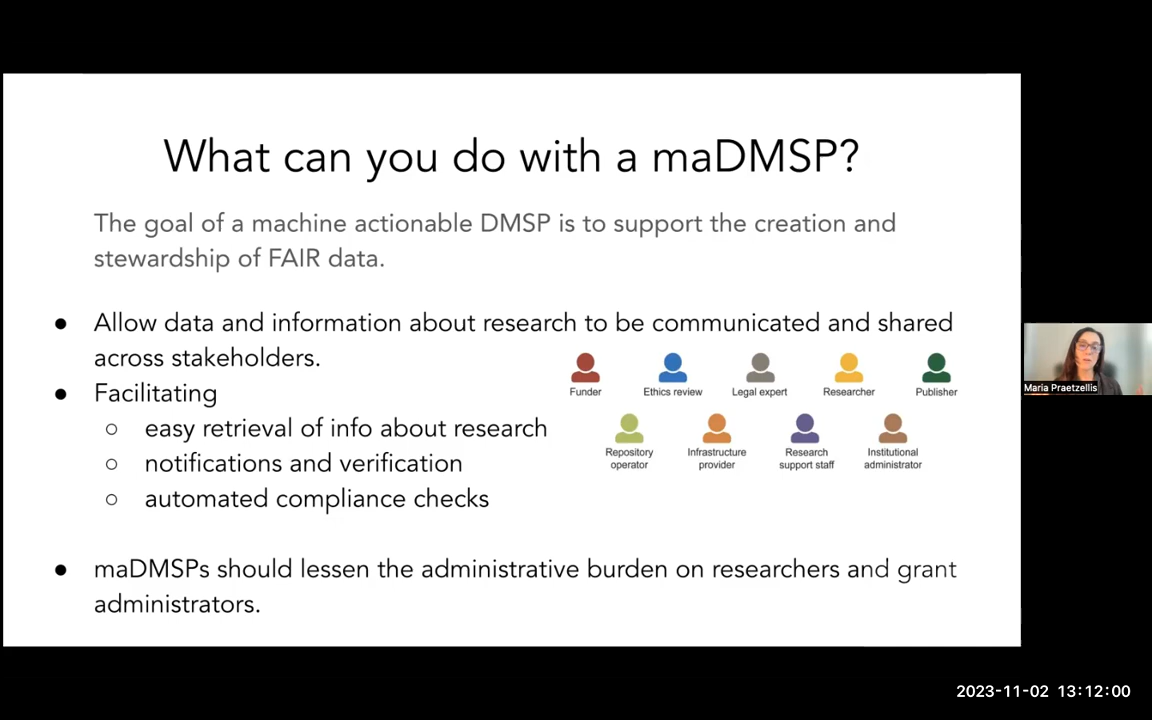 What can you do with a maDMSP?
The goal of a machine actionable DMSP is to support the creation and
stewardship of FAIR data.
● Allow data and information about research to be communicated and shared
across stakeholders.
● Facilitating
○ easy retrieval of info about research
○ notifications and verification
○ automated compliance checks
Funder Ethics review Legal expert Researcher Publisher
Repository Infrastructure Research Institutional
operator provider support staff administrator
● maDMSPs should lessen the administrative burden on researchers and grant
administrators.
Maria Praetzellis
2023-11-02 13:12:00